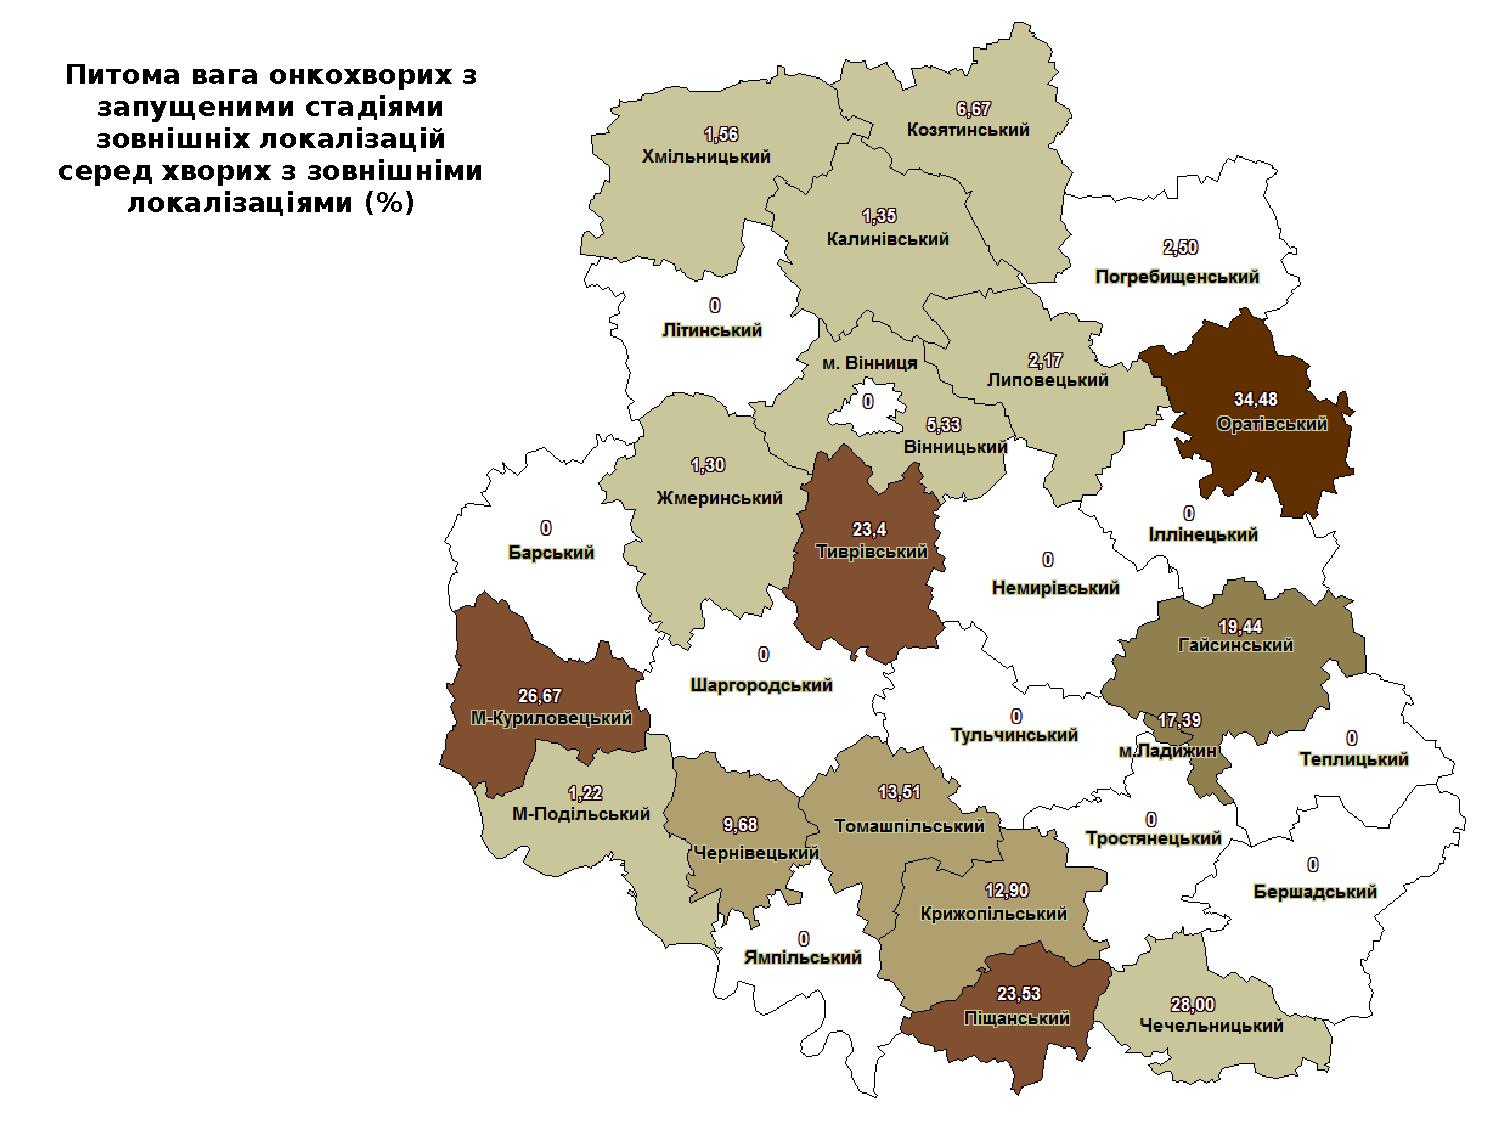 Питома вага онкохворих з
запущеними стадіями
зовнішніх локалізацій
серед хворих з зовнішніми
локалізаціями (%)
6,67
Козятинський
1,56
Хмільницький
1,35
Калинівський
2,50
Погребищенський
0
Літинський
м. Вінниця
0
2,17
Липовецький
34,48
Оратівський
5,33
Вінницький
1,30
Жмеринський
0
Барський
23,4
Тиврівський
0
Іллінецький
0
Немирівський
19,44
Гайсинський
0
Шаргородський
26,67
М-Куриловецький
0
Тульчинський
17,39
м.Ладижин
0
Теплицький
1,22
М-Подільський
13,51
Томашпільський
9,68
Чернівецький
0
Тростянецький
0
Бершадський
12,90
Крижопільський
0
Ямпільський
23,53
Піщанський
28,00
Чечельницький